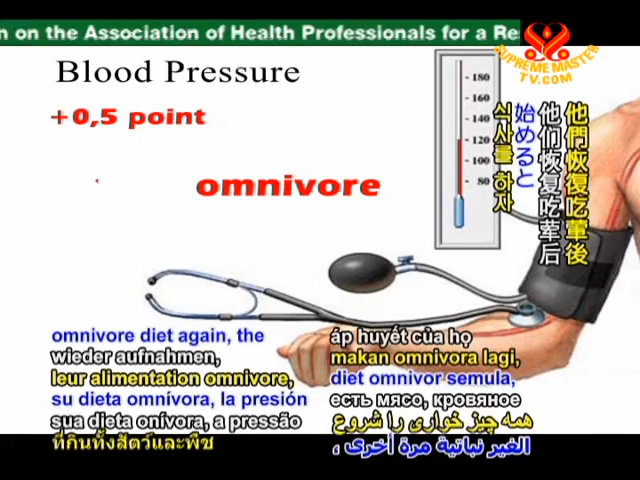 n on the Association of Health Professionals for a Re
SUPREME MASTER
TV.COM
Blood Pressure
+0,5 point
omnivore
180
160
140
120
100
80
他們恢復吃葷後
他们恢复吃荤后
始めると
식사를 하자
omnivore diet again, the
wieder aufnahmen,
leur alimentation omnivore,
su dieta omnívora, la presión
sua dieta onívora, a pressão
ที่กินทั้งสัตว์และพืช
áp huyết của họ
makan omnivora lagi,
diet omnivor semula,
есть мясо, кровяное
همه چیز خواری را شروع
الغير نباتية مرة أخرى ،